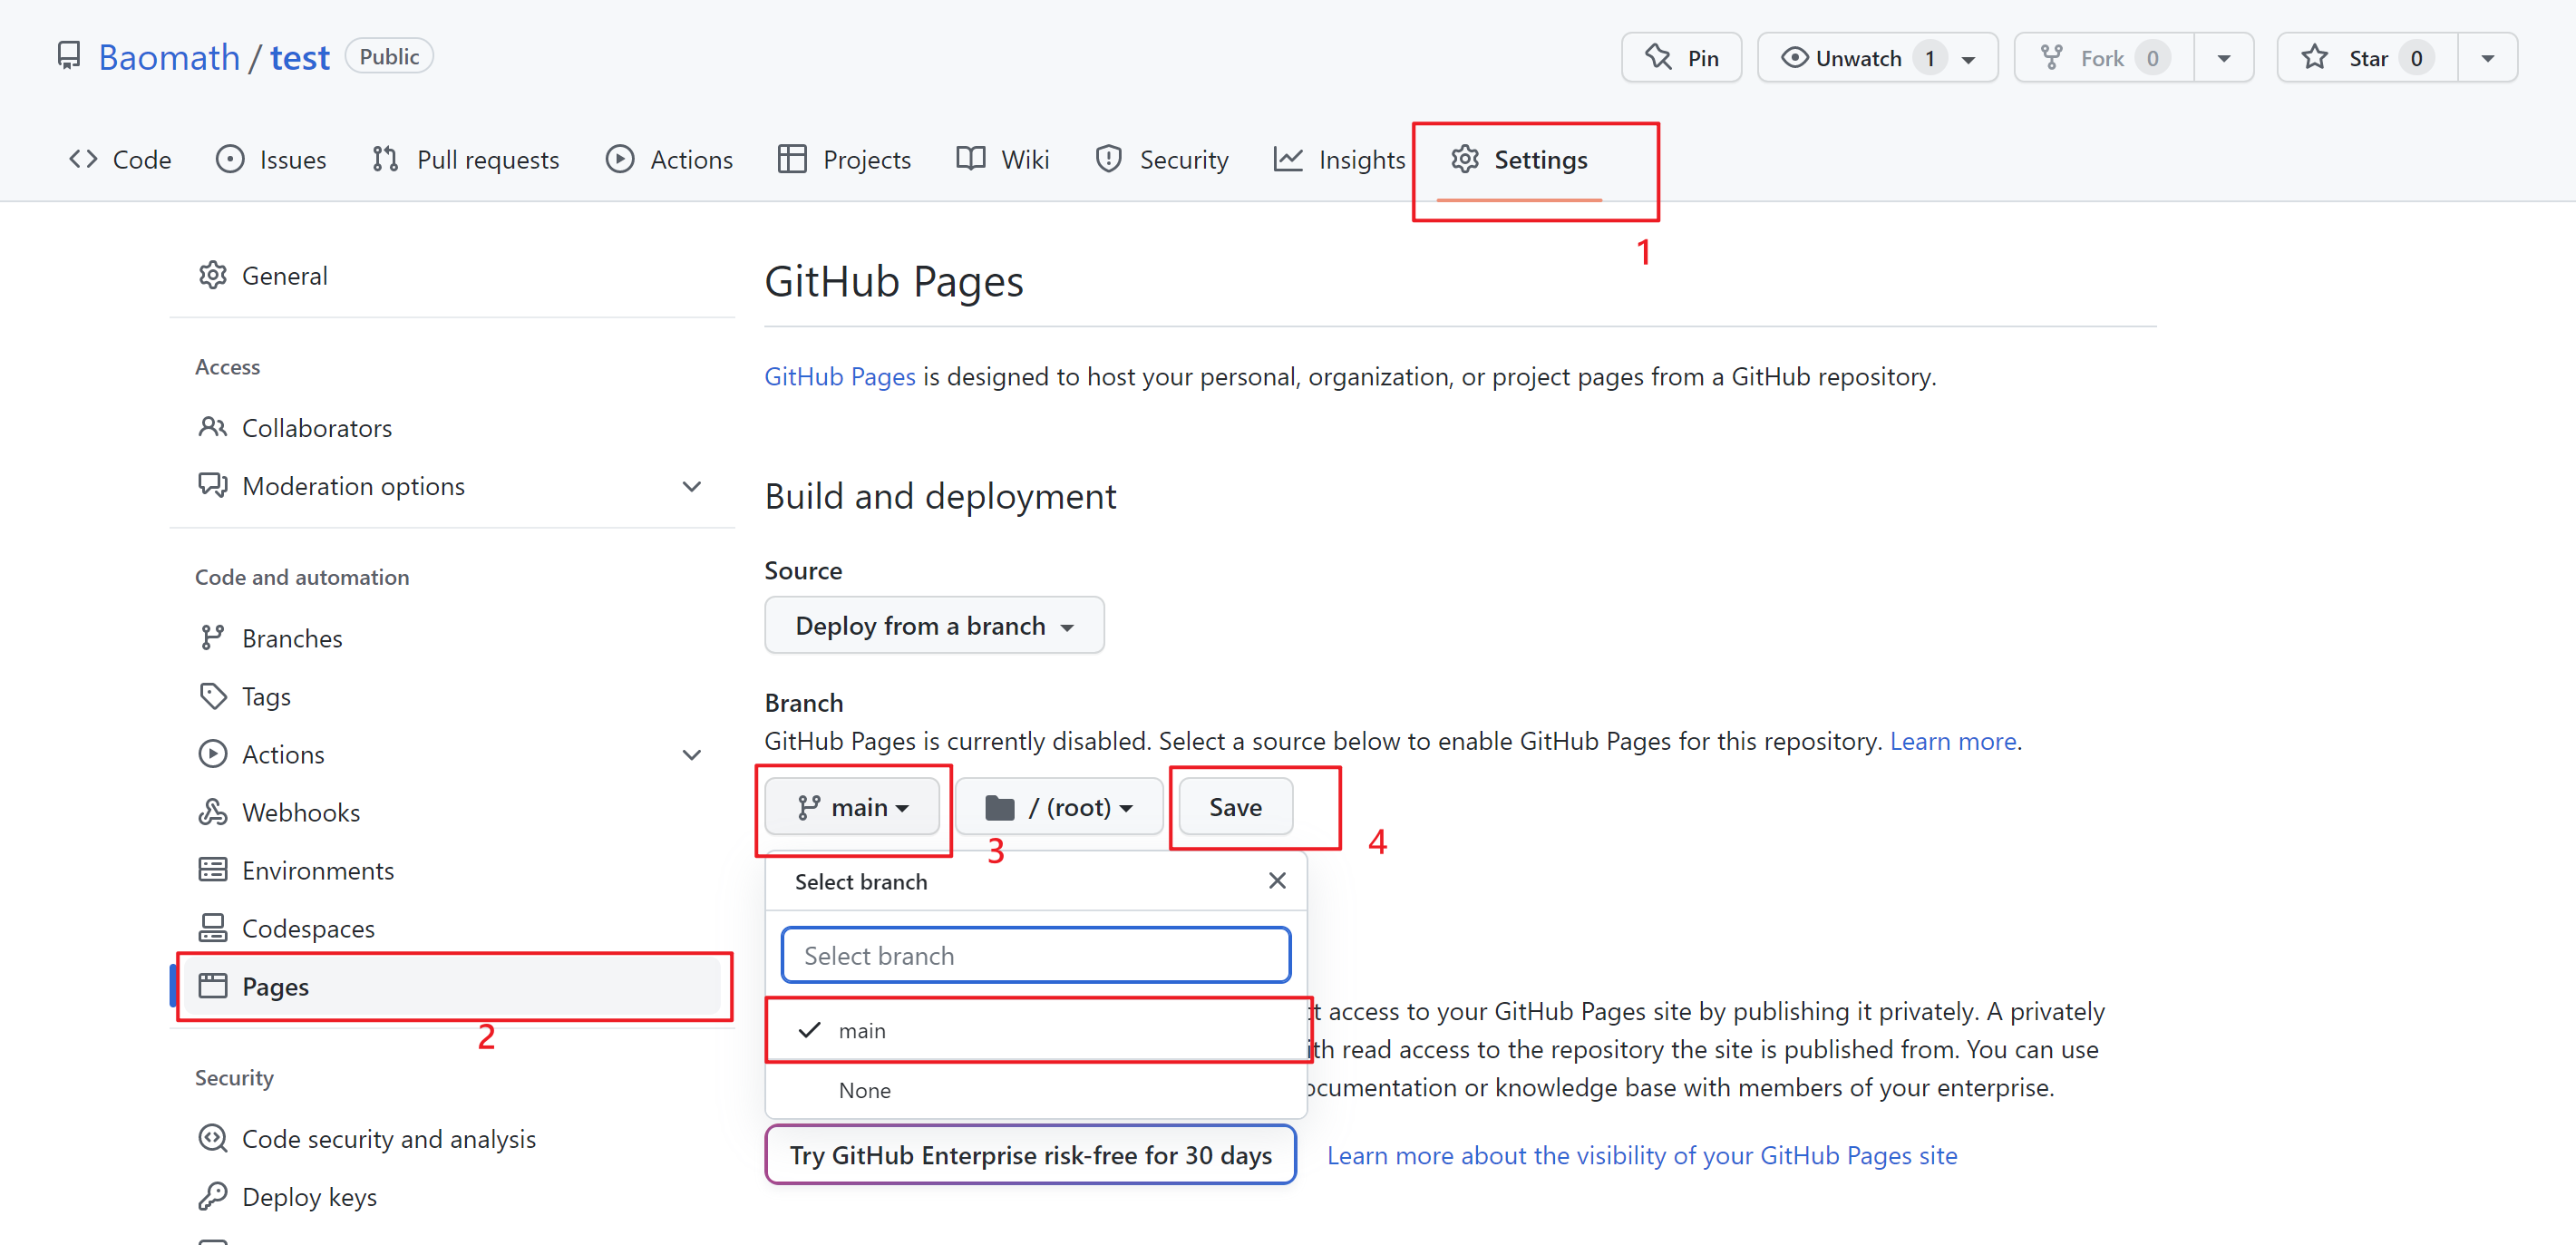 Baomath / test Public
Pin Unwatch 1 Fork 0 Star 0
Code Issues Pull requests Actions Projects Wiki Security Insights Settings
1
General
Access
Collaborators
Moderation options
Code and automation
Branches
Tags
Actions
Webhooks
Environments
Codespaces
Pages
2
Security
Code security and analysis
Deploy keys
GitHub Pages
GitHub Pages is designed to host your personal, organization, or project pages from a GitHub repository.
Build and deployment
Source
Deploy from a branch
Branch
GitHub Pages is currently disabled. Select a source below to enable GitHub Pages for this repository. Learn more.
main / (root) Save
3 4
Select branch
Select branch
main
None
access to your GitHub Pages site by publishing it privately. A privately
read access to the repository the site is published from. You can use
or knowledge base with members of your enterprise.
Try GitHub Enterprise risk-free for 30 days Learn more about the visibility of your GitHub Pages site